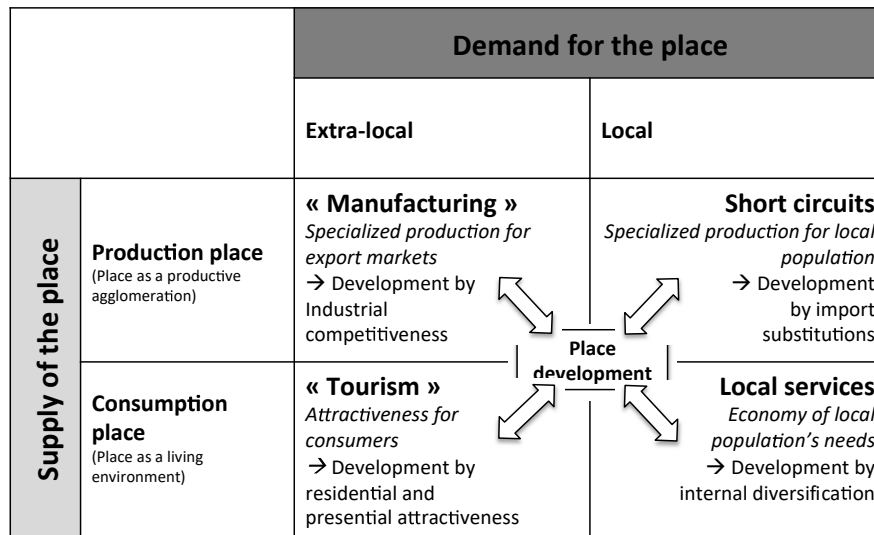 Demand for the place
Extra-local
Local
Supply of the place
Production place
(Place as a productive
agglomeration)
« Manufacturing »
Specialized production for
export markets
→ Development by
Industrial
competitiveness
Short circuits
Specialized production for local
population
→ Development
by import
substitutions
Place
development
Consumption
place
(Place as a living
environment)
« Tourism »
Attractiveness for
consumers
→ Development by
residential and
presential attractiveness
Local services
Economy of local
population's needs
→ Development by
internal diversification